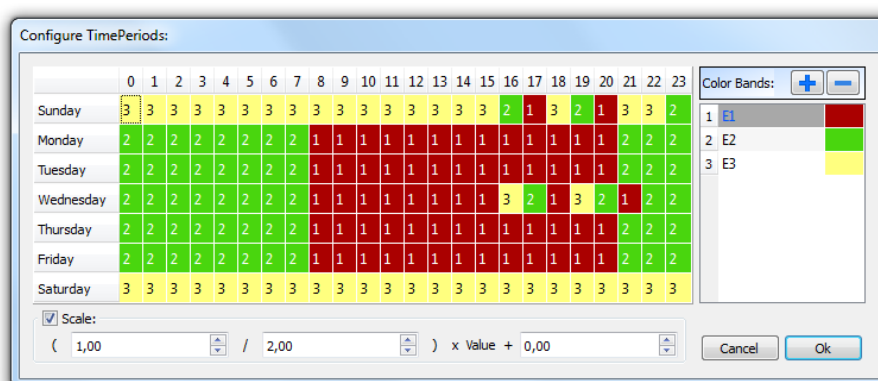 Configure TimePeriods:
0 1 2 3 4 5 6 7 8 9 10 11 12 13 14 15 16 17 18 19 20 21 22 23
Sunday 3 3 3 3 3 3 3 3 3 3 3 3 3 3 3 3 2 1 3 2 1 3 3 2
Monday 2 2 2 2 2 2 2 2 1 1 1 1 1 1 1 1 1 1 1 1 1 2 2 2
Tuesday 2 2 2 2 2 2 2 2 1 1 1 1 1 1 1 1 1 1 1 1 1 2 2 2
Wednesday 2 2 2 2 2 2 2 2 1 1 1 1 1 1 1 1 3 2 1 3 2 1 2 2
Thursday 2 2 2 2 2 2 2 2 1 1 1 1 1 1 1 1 1 1 1 1 1 2 2 2
Friday 2 2 2 2 2 2 2 2 1 1 1 1 1 1 1 1 1 1 1 1 1 2 2 2
Saturday 3 3 3 3 3 3 3 3 3 3 3 3 3 3 3 3 3 3 3 3 3 3 3 3
Color Bands:
1 E1
2 E2
3 E3
Scale:
( 1,00 / 2,00 ) x Value + 0,00
Cancel Ok